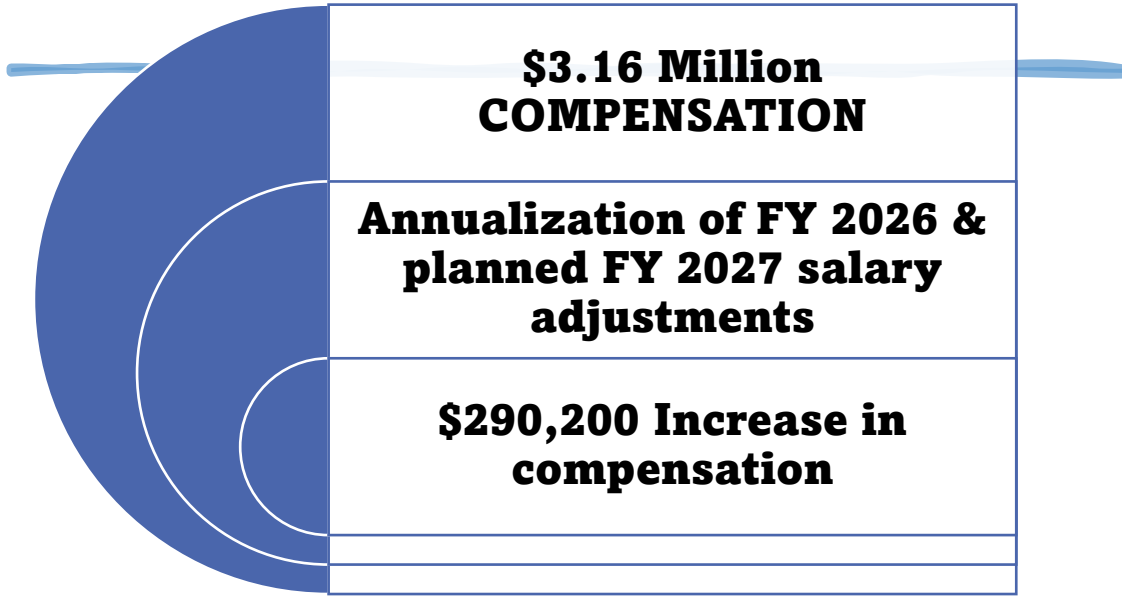 $3.16 Million
COMPENSATION
Annualization of FY 2026 &
planned FY 2027 salary
adjustments
$290,200 Increase in
compensation